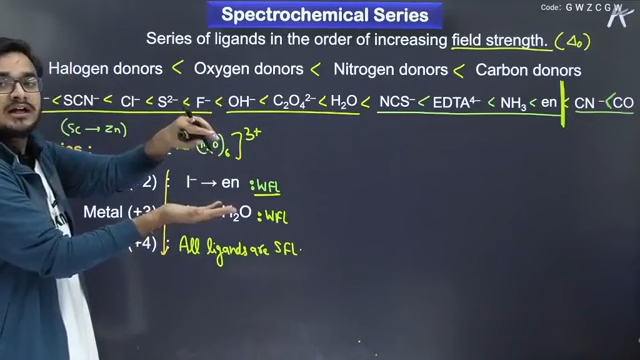 Code: G W Z C G W
Spectrochemical Series
Series of ligands in the order of increasing field strength. (Δ₀)
Halogen donors < Oxygen donors < Nitrogen donors < Carbon donors
< SCN⁻ < Cl⁻ < S²⁻ < F⁻ < OH⁻ < C₂O₄²⁻ < H₂O < NCS⁻ < EDTA⁴⁻ < NH₃ < en < CN⁻ < CO
(Sc → Zn) )₆]³⁺
2) : I⁻ → en : WFL
Metal (+3) H₂O : WFL
(+4) : All ligands are SFL.